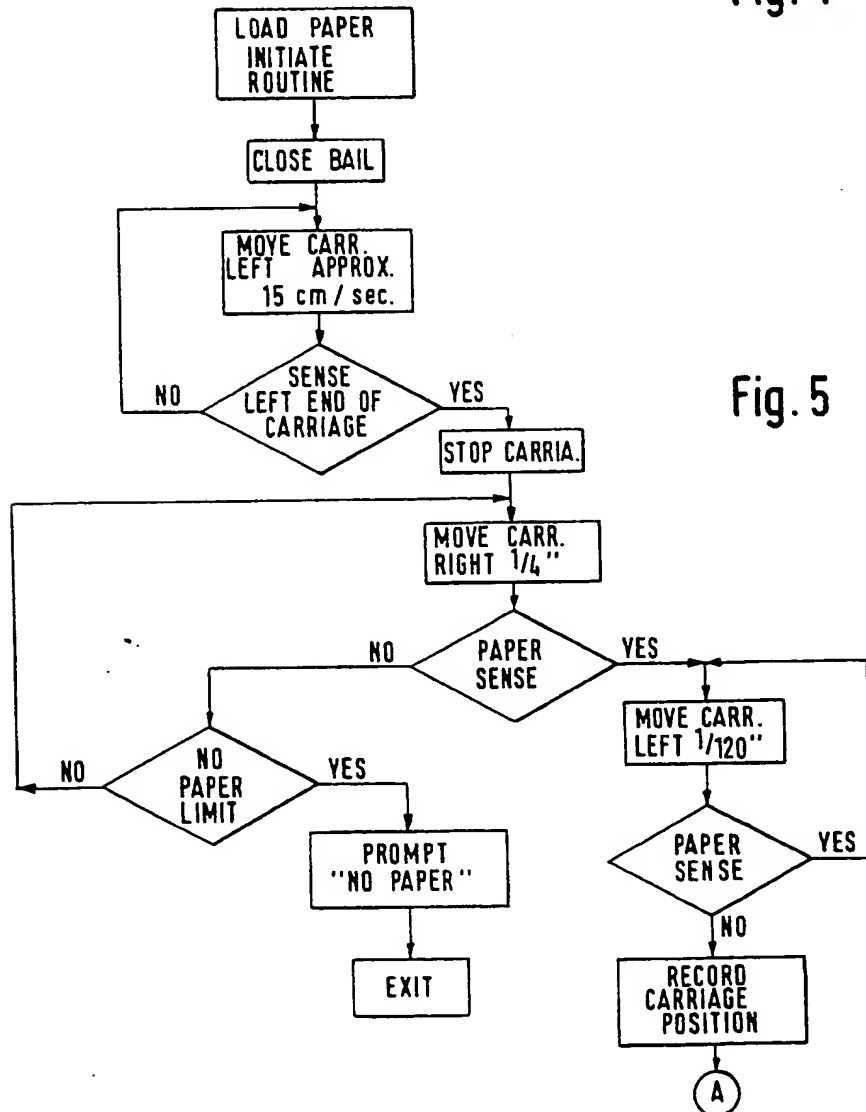 LOAD PAPER
INITIATE
ROUTINE
CLOSE BAIL
MOVE CARR.
LEFT APPROX.
15 cm/sec.
SENSE
LEFT END OF
CARRIAGE
NO
YES
Fig. 5
STOP CARRIA.
MOVE CARR.
RIGHT 1/4"
PAPER
SENSE
NO
YES
NO
PAPER
LIMIT
NO
YES
MOVE CARR.
LEFT 1/120"
PROMPT
"NO PAPER"
PAPER
SENSE
YES
NO
EXIT
RECORD
CARRIAGE
POSITION
A